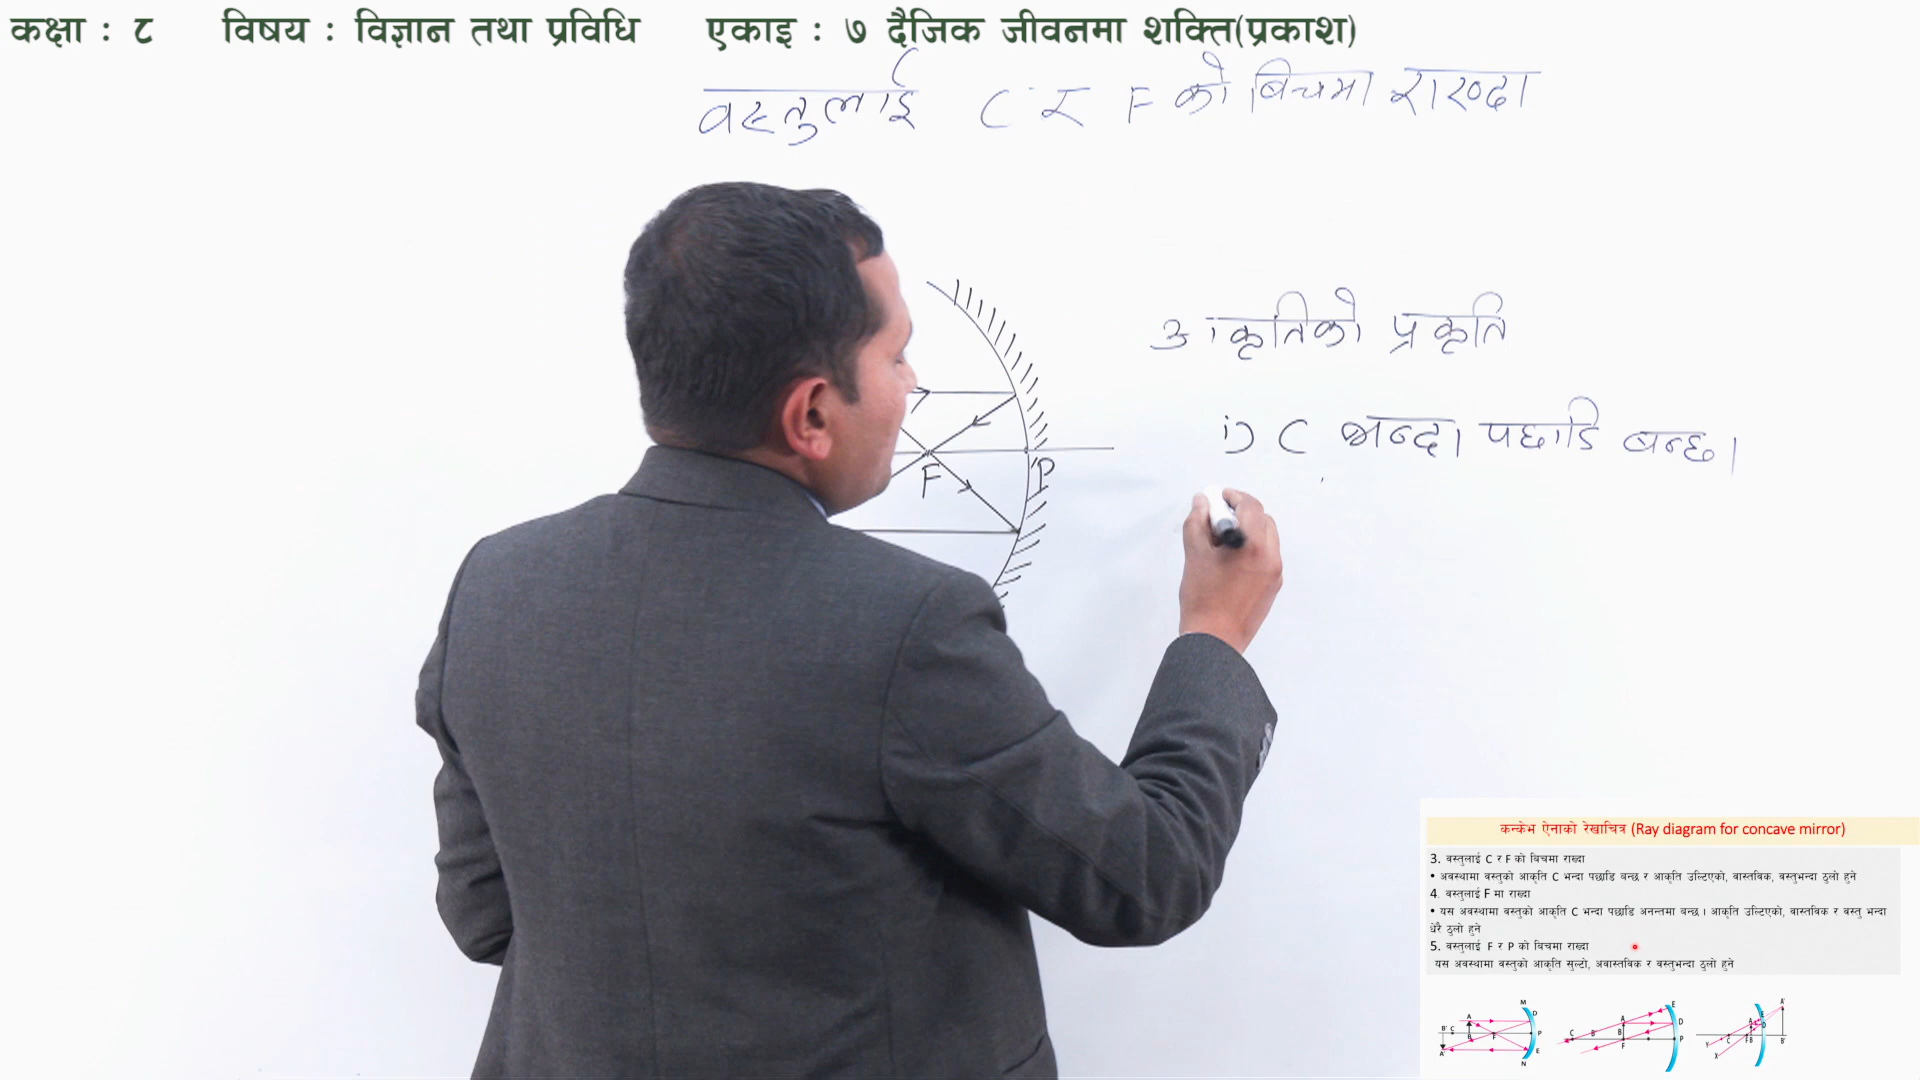 कक्षा : ८ विषय : विज्ञान तथा प्रविधि एकाइ : ७ दैजिक जीवनमा शक्ति(प्रकाश)
वस्तुलाई C र F को बिचमा राख्दा
आकृतिको प्रकृति
i) C भन्दा पछाडि बन्छ।
F
P
कन्केभ ऐनाको रेखाचित्र (Ray diagram for concave mirror)
3. वस्तुलाई C र F को बिचमा राख्दा
• अवस्थामा वस्तुको आकृति C भन्दा पछाडि बन्छ र आकृति उल्टिएको, वास्तविक, वस्तुभन्दा ठुलो हुने
4. वस्तुलाई F मा राख्दा
• यस अवस्थामा वस्तुको आकृति C भन्दा पछाडि अनन्तमा बन्छ । आकृति उल्टिएको, वास्तविक र वस्तु भन्दा
धेरै ठुलो हुने
5. वस्तुलाई F र P को बिचमा राख्दा
यस अवस्थामा वस्तुको आकृति सुल्टो, अवास्तविक र वस्तुभन्दा ठुलो हुने
M A D B' C B F P A' E N
E A D C B B F P
A' E A D Y C F B B' X